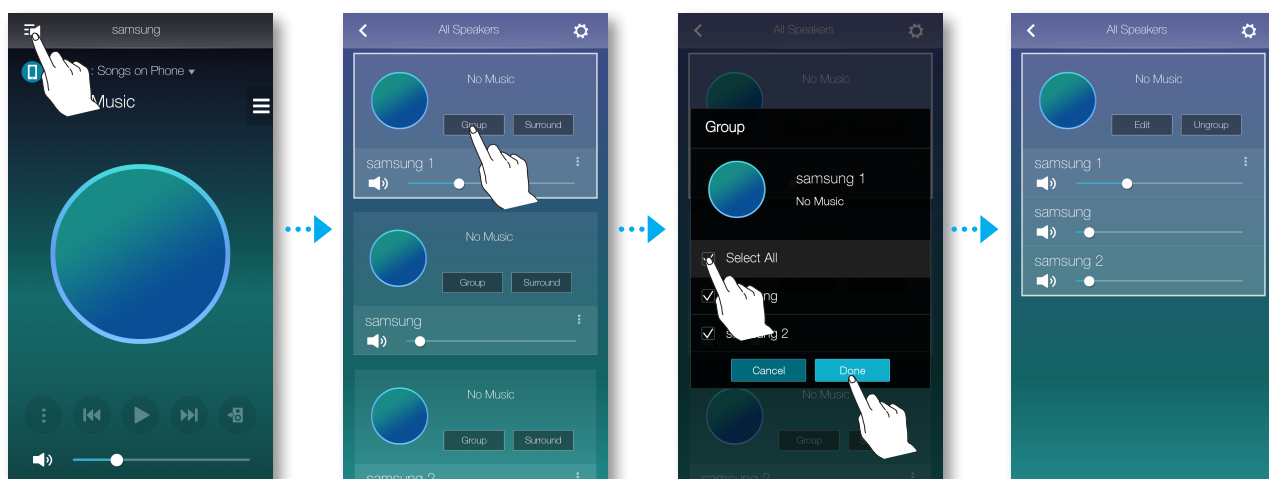 samsung
: Songs on Phone
Music
All Speakers
No Music
Group
Surround
samsung 1
No Music
Group
Surround
samsung
No Music
Group
Surround
samsung 2
All Speakers
No Music
Group
samsung 1
No Music
Select All
samsung 2
Cancel
Done
No Music
Group
All Speakers
No Music
Edit
Ungroup
samsung 1
samsung
samsung 2